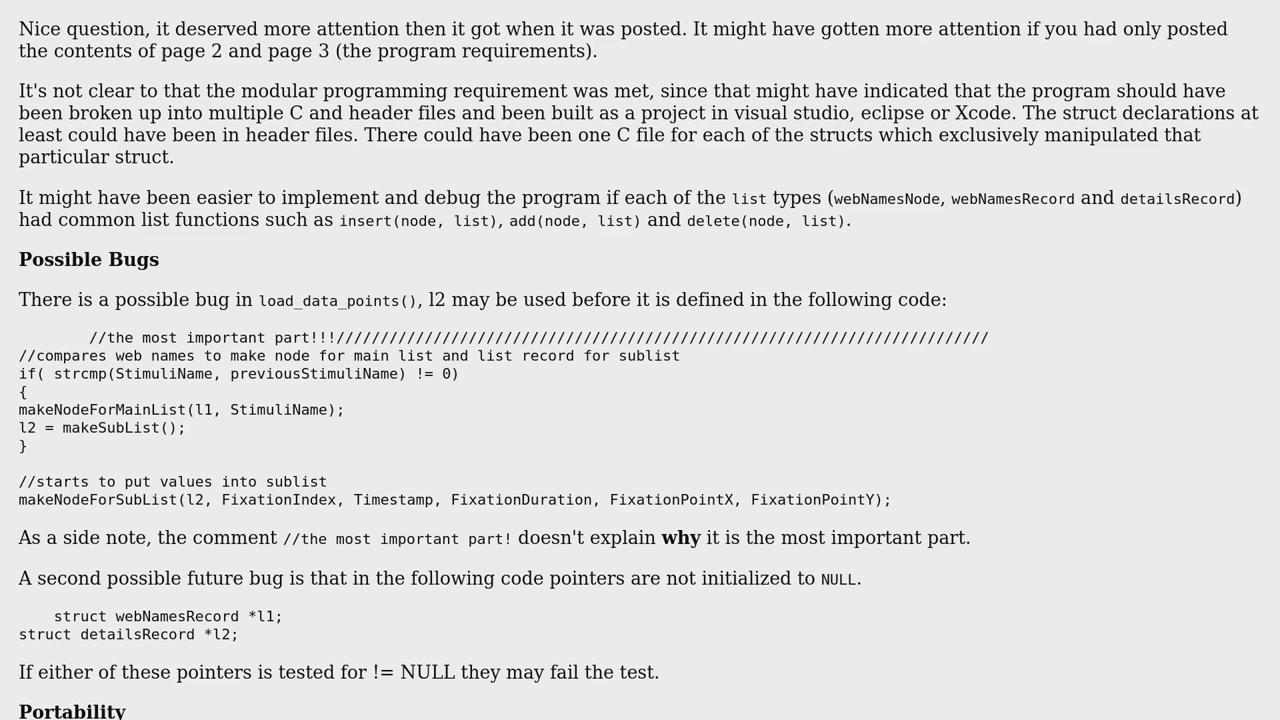 Nice question, it deserved more attention then it got when it was posted. It might have gotten more attention if you had only posted
the contents of page 2 and page 3 (the program requirements).
It's not clear to that the modular programming requirement was met, since that might have indicated that the program should have
been broken up into multiple C and header files and been built as a project in visual studio, eclipse or Xcode. The struct declarations at
least could have been in header files. There could have been one C file for each of the structs which exclusively manipulated that
particular struct.
It might have been easier to implement and debug the program if each of the list types (webNamesNode, webNamesRecord and detailsRecord)
had common list functions such as insert(node, list), add(node, list) and delete(node, list).
Possible Bugs
There is a possible bug in load_data_points(), l2 may be used before it is defined in the following code:
//the most important part!!!//////////////////////////////////////////////////////////////////////////
//compares web names to make node for main list and list record for sublist
if( strcmp(StimuliName, previousStimuliName) != 0)
{
makeNodeForMainList(l1, StimuliName);
l2 = makeSubList();
}
//starts to put values into sublist
makeNodeForSubList(l2, FixationIndex, Timestamp, FixationDuration, FixationPointX, FixationPointY);
As a side note, the comment //the most important part! doesn't explain why it is the most important part.
A second possible future bug is that in the following code pointers are not initialized to NULL.
struct webNamesRecord *l1;
struct detailsRecord *l2;
If either of these pointers is tested for != NULL they may fail the test.
Portability